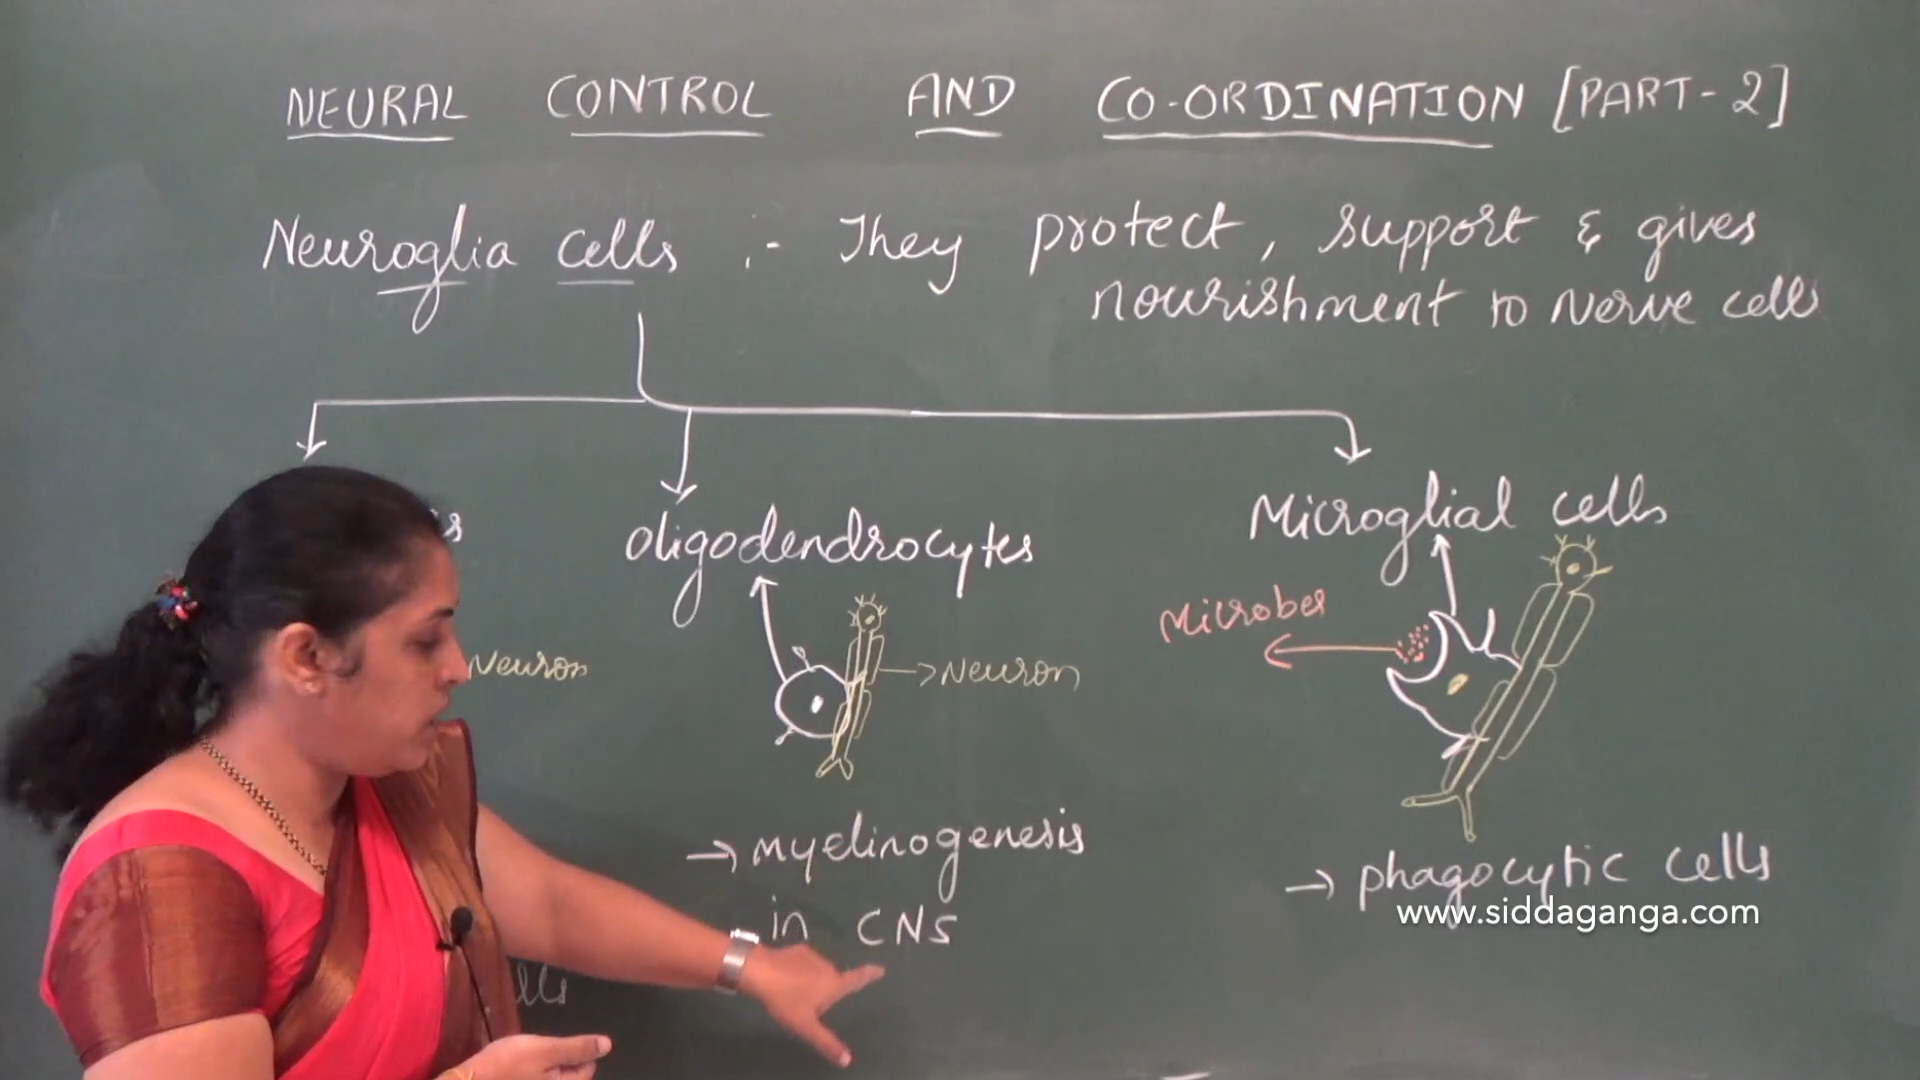 NEURAL CONTROL AND CO-ORDINATION [PART-2]
Neuroglia cells :- They protect, support & gives
nourishment to nerve cell
oligodendrocytes
Microglial cells
Microbes
Neuron
Neuron
→ myelinogenesis
in CNS
→ phagocytic cells
www.siddaganga.com